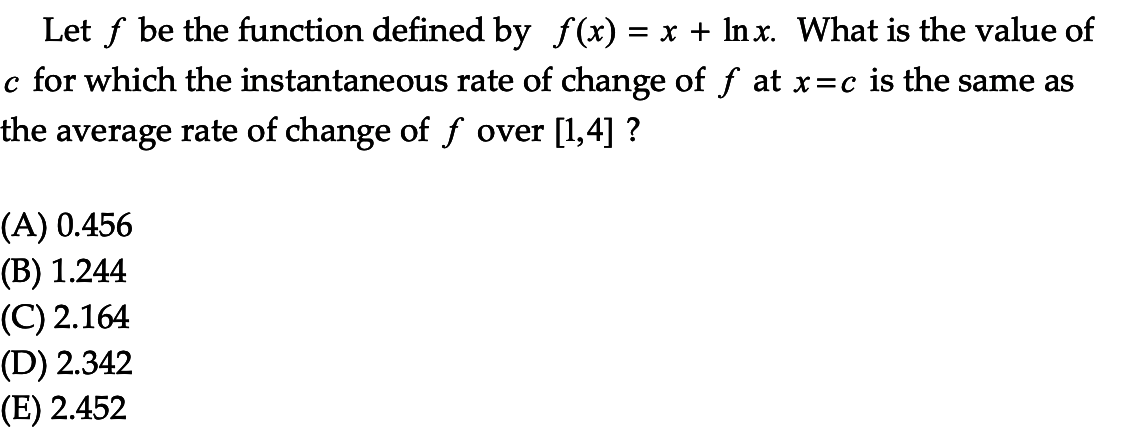 Let f be the function defined by f(x) = x + ln x. What is the value of
c for which the instantaneous rate of change of f at x=c is the same as
the average rate of change of f over [1,4] ?
(A) 0.456
(B) 1.244
(C) 2.164
(D) 2.342
(E) 2.452